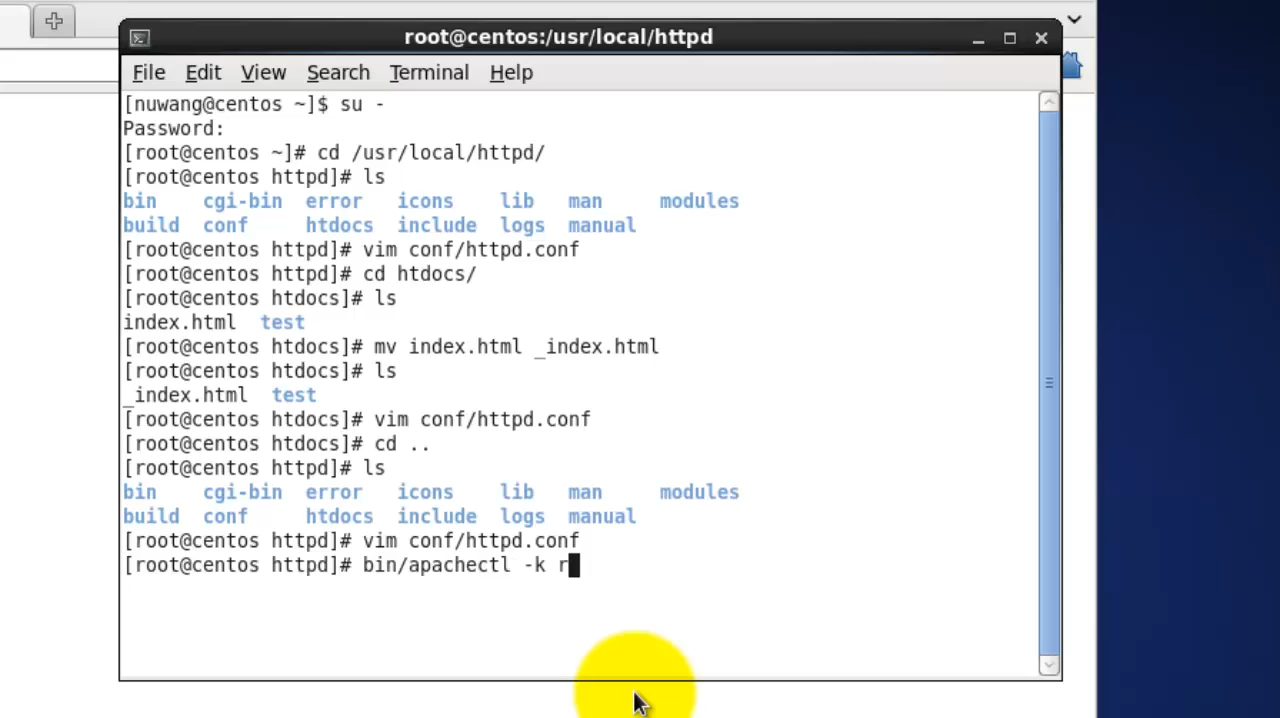 root@centos:/usr/local/httpd
File Edit View Search Terminal Help
[nuwang@centos ~]$ su -
Password:
[root@centos ~]# cd /usr/local/httpd/
[root@centos httpd]# ls
bin cgi-bin error icons lib man modules
build conf htdocs include logs manual
[root@centos httpd]# vim conf/httpd.conf
[root@centos httpd]# cd htdocs/
[root@centos htdocs]# ls
index.html test
[root@centos htdocs]# mv index.html _index.html
[root@centos htdocs]# ls
_index.html test
[root@centos htdocs]# vim conf/httpd.conf
[root@centos htdocs]# cd ..
[root@centos httpd]# ls
bin cgi-bin error icons lib man modules
build conf htdocs include logs manual
[root@centos httpd]# vim conf/httpd.conf
[root@centos httpd]# bin/apachectl -k r